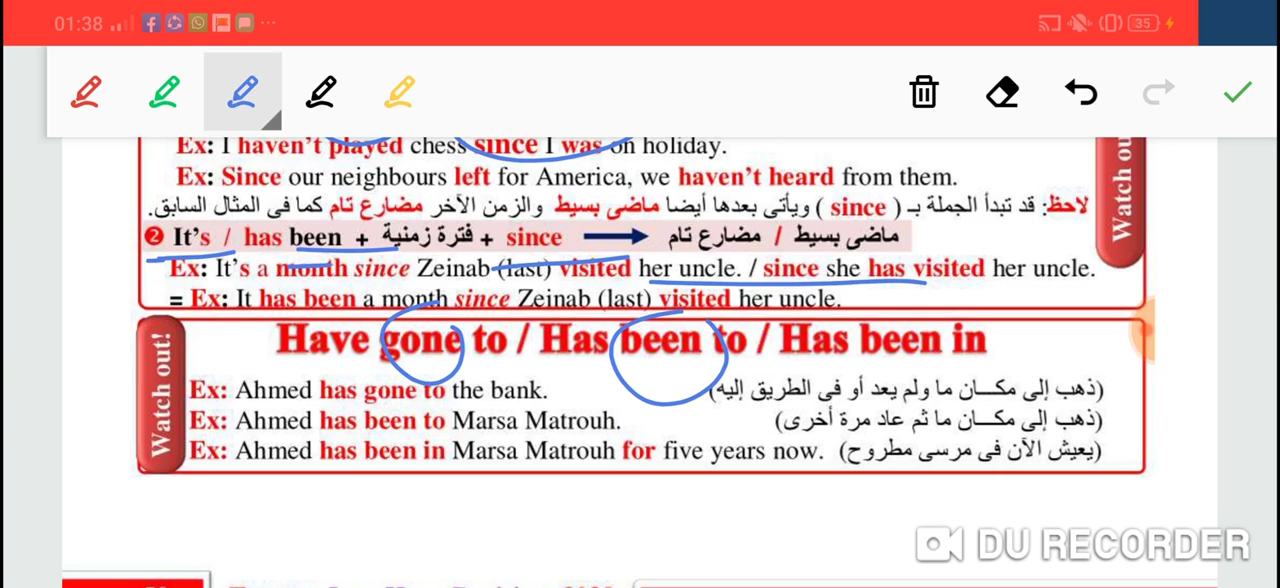 01:38 35
Ex: I haven't played chess since I was on holiday.
Ex: Since our neighbours left for America, we haven't heard from them.
لاحظ: قد تبدأ الجملة بـ ( since ) ويأتى بعدها أيضا ماضى بسيط والزمن الآخر مضارع تام كما فى المثال السابق.
❷ It's / has been + فترة زمنية + since ⟶ ماضى بسيط / مضارع تام
Ex: It's a month since Zeinab (last) visited her uncle. / since she has visited her uncle.
= Ex: It has been a month since Zeinab (last) visited her uncle.
Watch out!
Have gone to / Has been to / Has been in
Ex: Ahmed has gone to the bank. (ذهب إلى مكـــان ما ولم يعد أو فى الطريق إليه)
Ex: Ahmed has been to Marsa Matrouh. (ذهب إلى مكـــان ما ثم عاد مرة أخرى)
Ex: Ahmed has been in Marsa Matrouh for five years now. (يعيش الآن فى مرسى مطروح)
Watch out!
DU RECORDER